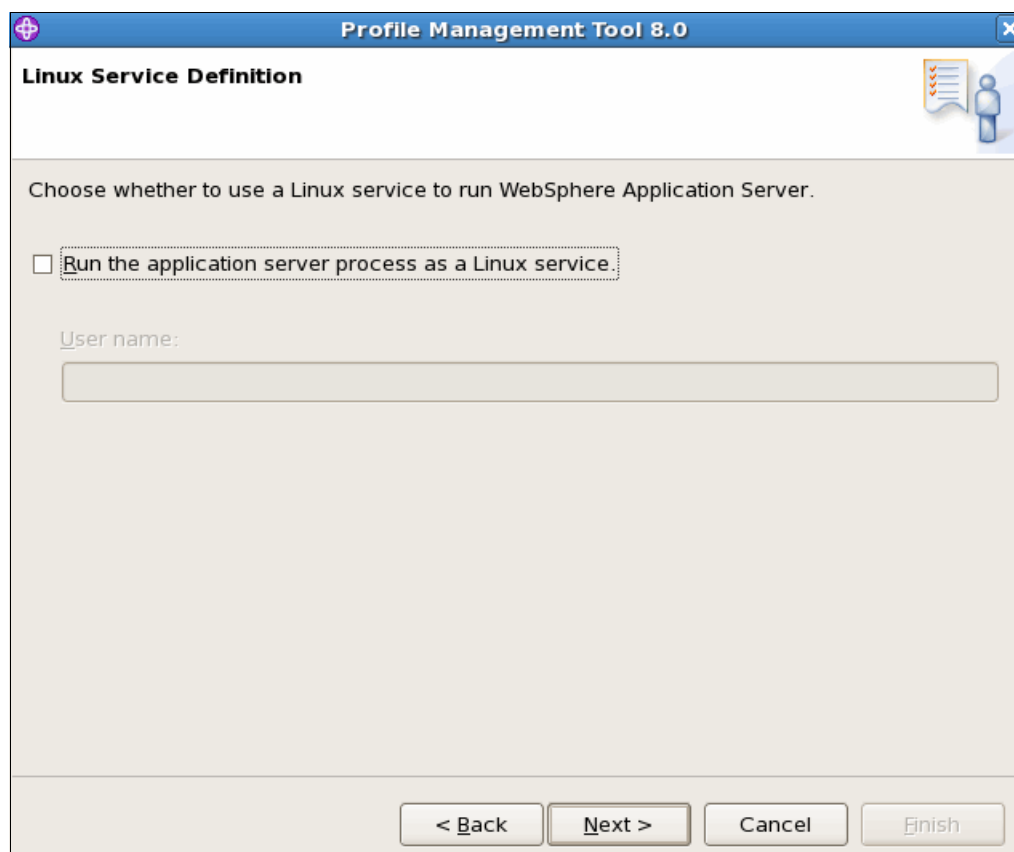 Profile Management Tool 8.0
Linux Service Definition
Choose whether to use a Linux service to run WebSphere Application Server.
Run the application server process as a Linux service.
User name:
< Back
Next >
Cancel
Finish